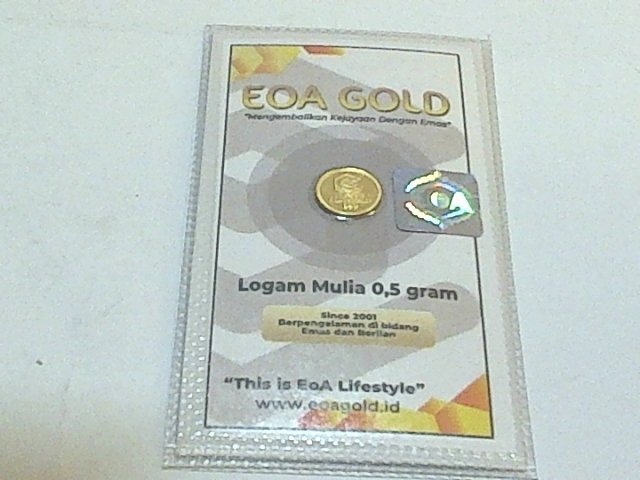 EOA GOLD
"Mengembalikan Kejayaan Dengan Emas"
Logam Mulia 0,5 gram
Since 2001
Berpengalaman di bidang
Emas dan Berlian
"This is EoA Lifestyle"
www.eoagold.id